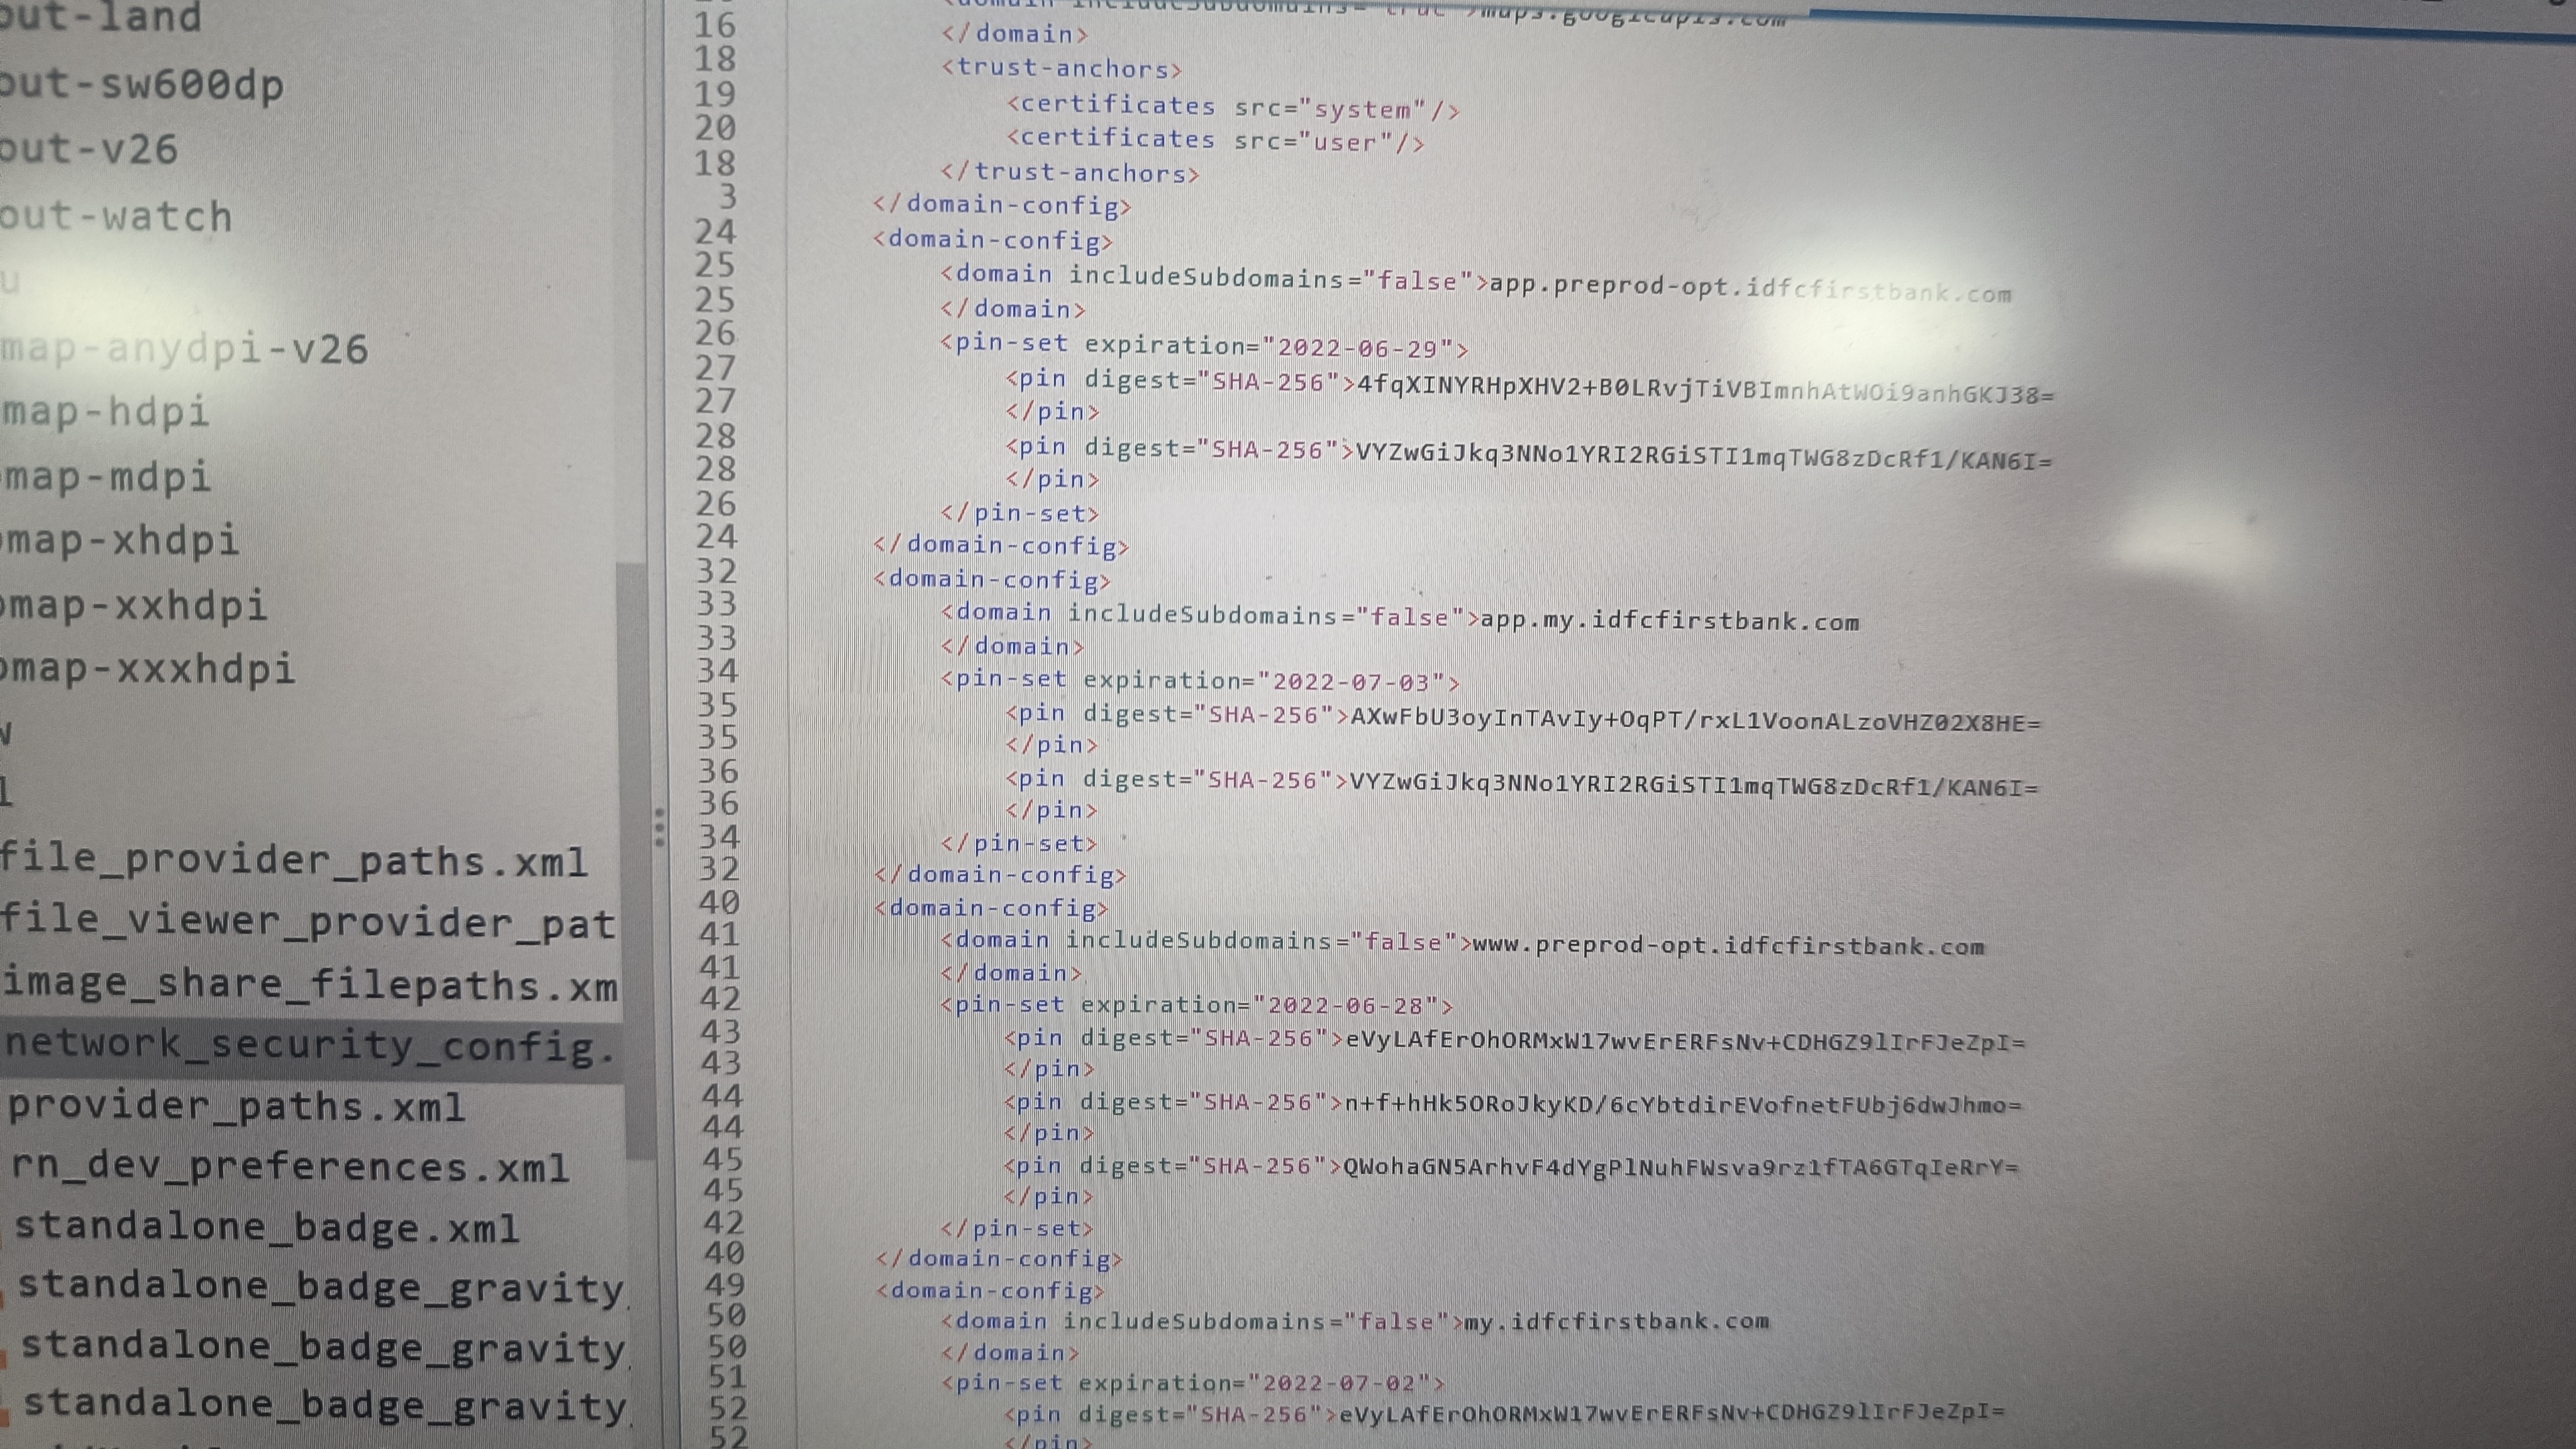 out-land
out-sw600dp
out-v26
out-watch
u
map-anydpi-v26
map-hdpi
map-mdpi
map-xhdpi
map-xxhdpi
map-xxxhdpi
file_provider_paths.xml
file_viewer_provider_pat
image_share_filepaths.xm
network_security_config.
provider_paths.xml
rn_dev_preferences.xml
standalone_badge.xml
standalone_badge_gravity
standalone_badge_gravity
standalone_badge_gravity
<domain includeSubdomains="true">maps.googleapis.com
16 </domain>
18 <trust-anchors>
19 <certificates src="system"/>
20 <certificates src="user"/>
18 </trust-anchors>
3 </domain-config>
24 <domain-config>
25 <domain includeSubdomains="false">app.preprod-opt.idfcfirstbank.com
25 </domain>
26 <pin-set expiration="2022-06-29">
27 <pin digest="SHA-256">4fqXINYRHpXHV2+B0LRvjTiVBImnhAtWOi9anhGKJ38=
27 </pin>
28 <pin digest="SHA-256">VYZwGiJkq3NNo1YRI2RGiSTI1mqTWG8zDcRf1/KAN6I=
28 </pin>
26 </pin-set>
24 </domain-config>
32 <domain-config>
33 <domain includeSubdomains="false">app.my.idfcfirstbank.com
33 </domain>
34 <pin-set expiration="2022-07-03">
35 <pin digest="SHA-256">AXwFbU3oyInTAvIy+OqPT/rxL1VoonALzoVHZ02X8HE=
35 </pin>
36 <pin digest="SHA-256">VYZwGiJkq3NNo1YRI2RGiSTI1mqTWG8zDcRf1/KAN6I=
36 </pin>
34 </pin-set>
32 </domain-config>
40 <domain-config>
41 <domain includeSubdomains="false">www.preprod-opt.idfcfirstbank.com
41 </domain>
42 <pin-set expiration="2022-06-28">
43 <pin digest="SHA-256">eVyLAfErOhORMxW17wvErERFsNv+CDHGZ9lIrFJeZpI=
43 </pin>
44 <pin digest="SHA-256">n+f+hHk5ORoJkyKD/6cYbtdirEVofnetFUbj6dwJhmo=
44 </pin>
45 <pin digest="SHA-256">QWohaGN5ArhvF4dYgPlNuhFWsva9rz1fTA6GTqIeRrY=
45 </pin>
42 </pin-set>
40 </domain-config>
49 <domain-config>
50 <domain includeSubdomains="false">my.idfcfirstbank.com
50 </domain>
51 <pin-set expiration="2022-07-02">
52 <pin digest="SHA-256">eVyLAfErOhORMxW17wvErERFsNv+CDHGZ9lIrFJeZpI=
52 </pin>